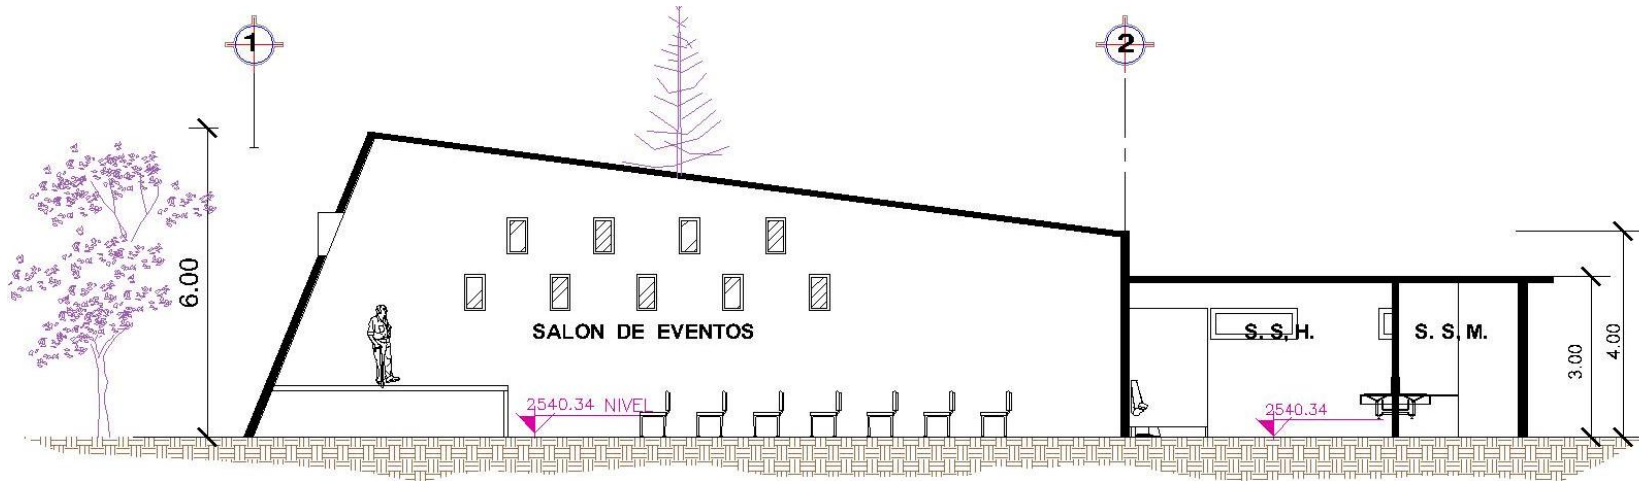 1
2
6.00
SALON DE EVENTOS
S. S, H.
S. S, M.
3.00
4.00
2540.34 NIVEL
2540.34